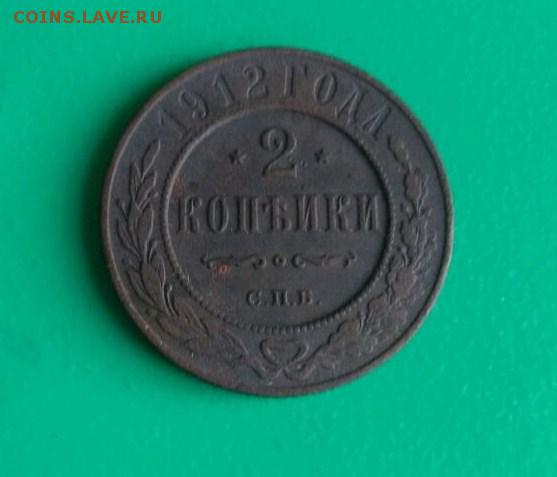 COINS.LAVE.RU
1912 ГОДА
2
КОПѢЙКИ
С.П.Б.